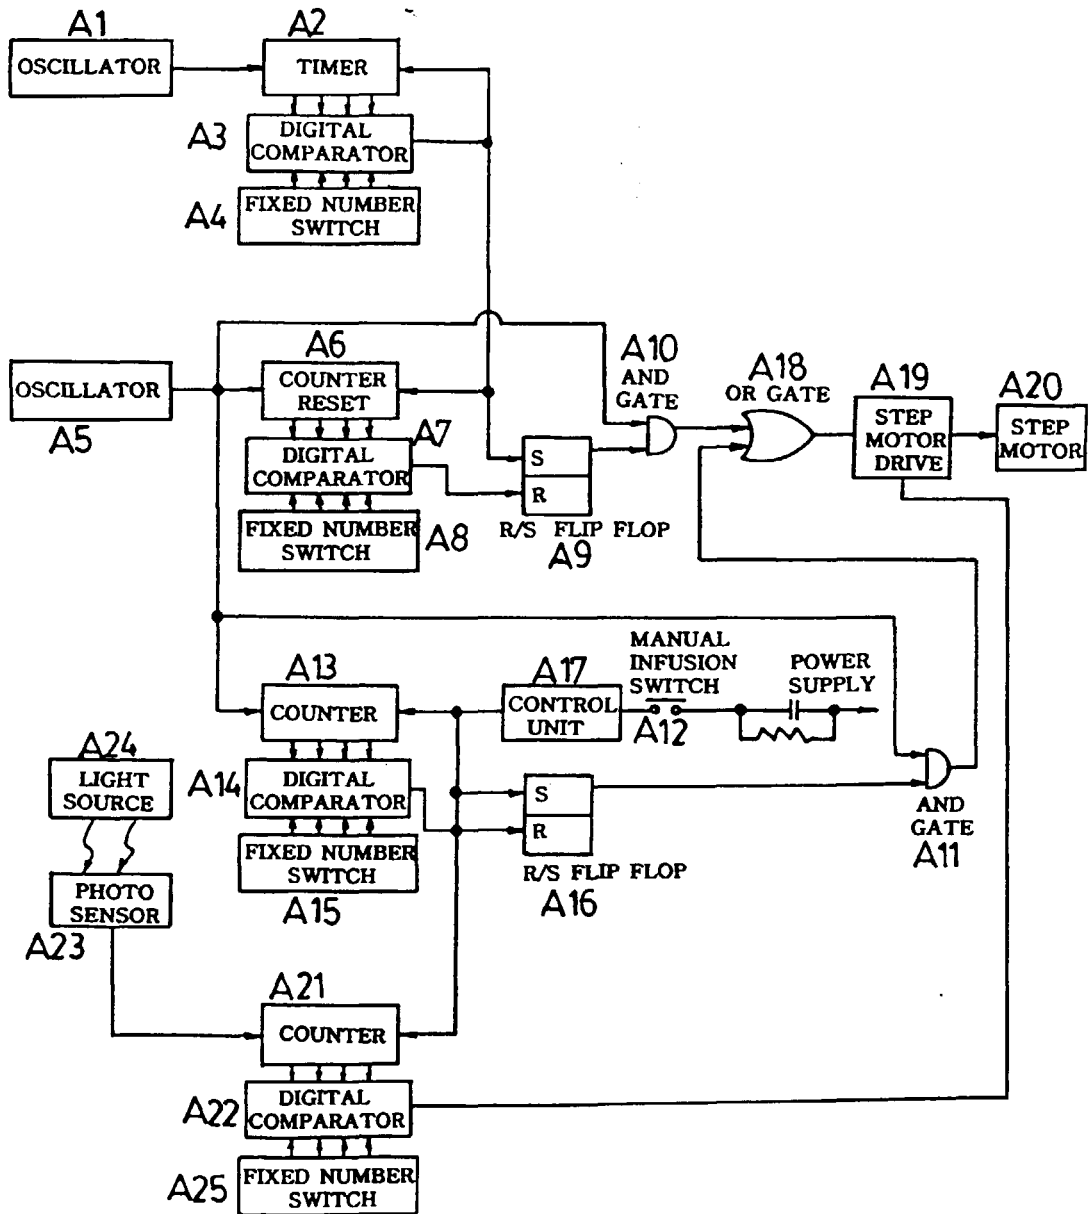 A1
OSCILLATOR
A2
TIMER
A3
DIGITAL
COMPARATOR
A4
FIXED NUMBER
SWITCH
OSCILLATOR
A5
A6
COUNTER
RESET
A7
DIGITAL
COMPARATOR
FIXED NUMBER
SWITCH
A8
S
R
R/S FLIP FLOP
A9
A10
AND
GATE
A18
OR GATE
A19
STEP
MOTOR
DRIVE
A20
STEP
MOTOR
A13
COUNTER
A17
CONTROL
UNIT
MANUAL
INFUSION
SWITCH
A12
POWER
SUPPLY
A24
LIGHT
SOURCE
A14
DIGITAL
COMPARATOR
FIXED NUMBER
SWITCH
A15
S
R
R/S FLIP FLOP
A16
AND
GATE
A11
PHOTO
SENSOR
A23
A21
COUNTER
A22
DIGITAL
COMPARATOR
A25
FIXED NUMBER
SWITCH